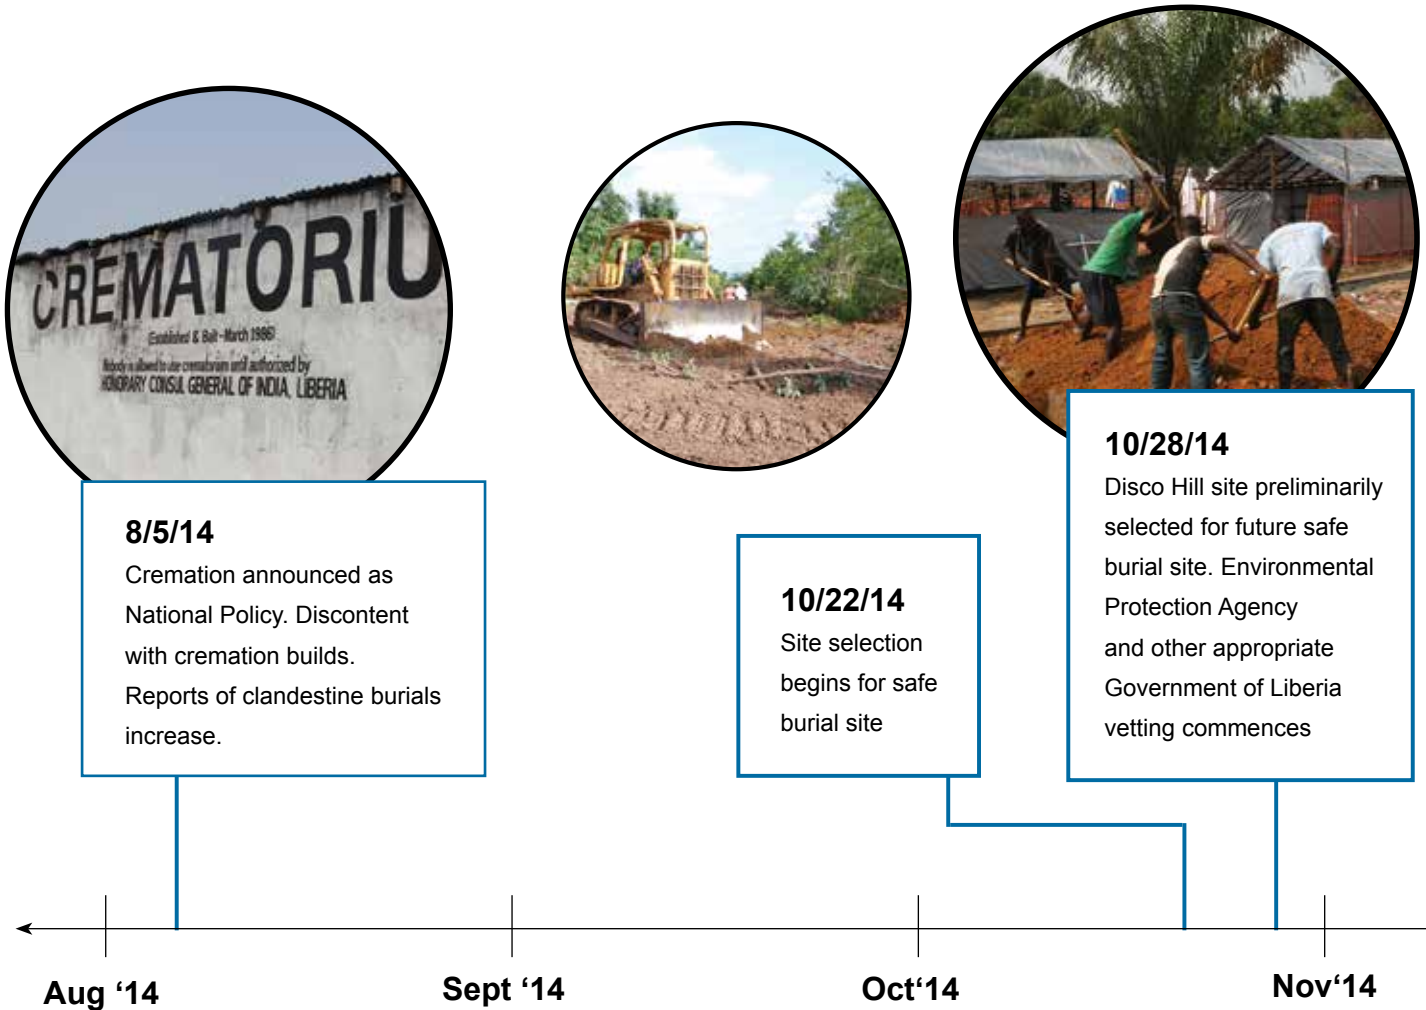 CREMATORIU
(Established & Built -March 1986)
Nobody is allowed to use crematorium until authorized by
HONORARY CONSUL GENERAL OF INDIA, LIBERIA
8/5/14
Cremation announced as
National Policy. Discontent
with cremation builds.
Reports of clandestine burials
increase.
10/22/14
Site selection
begins for safe
burial site
10/28/14
Disco Hill site preliminarily
selected for future safe
burial site. Environmental
Protection Agency
and other appropriate
Government of Liberia
vetting commences
Aug ‘14
Sept ‘14
Oct‘14
Nov‘14